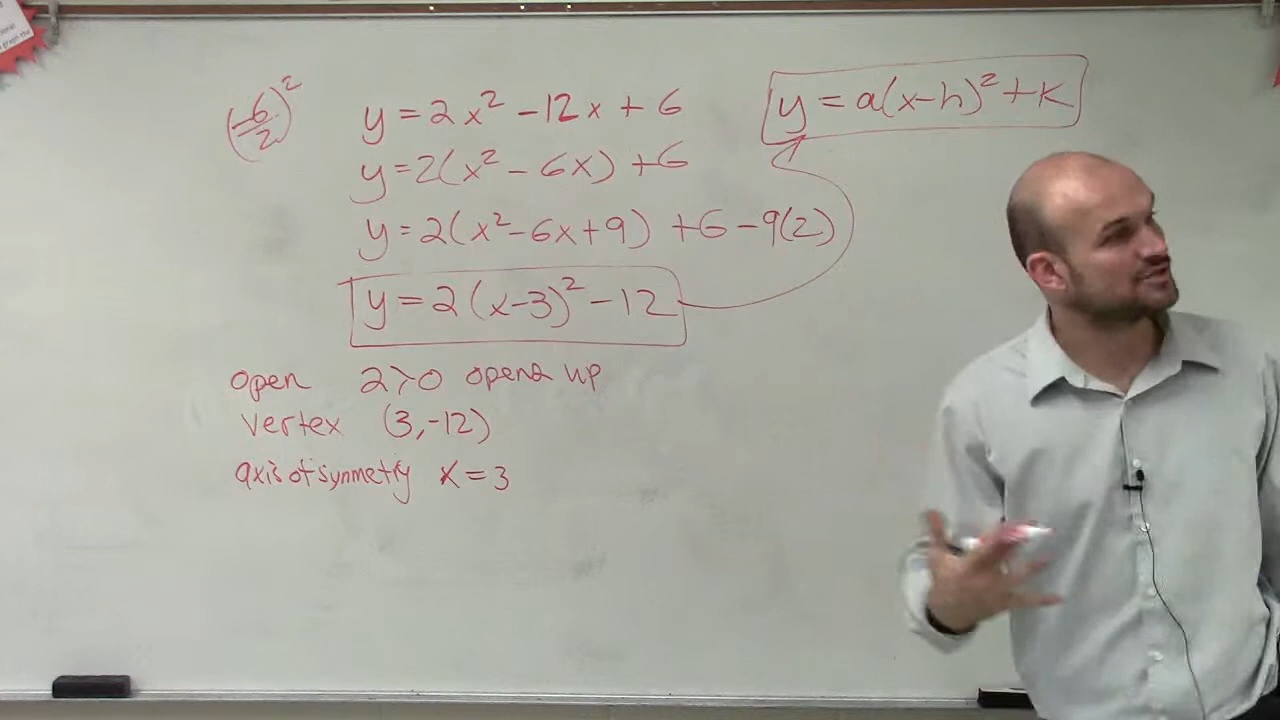 (-6/2)²
y = 2x² - 12x + 6
y = a(x-h)² + k
y = 2(x² - 6x) + 6
y = 2(x² - 6x + 9) + 6 - 9(2)
y = 2(x-3)² - 12
open 2>0 opens up
vertex (3,-12)
axis of symmetry x = 3